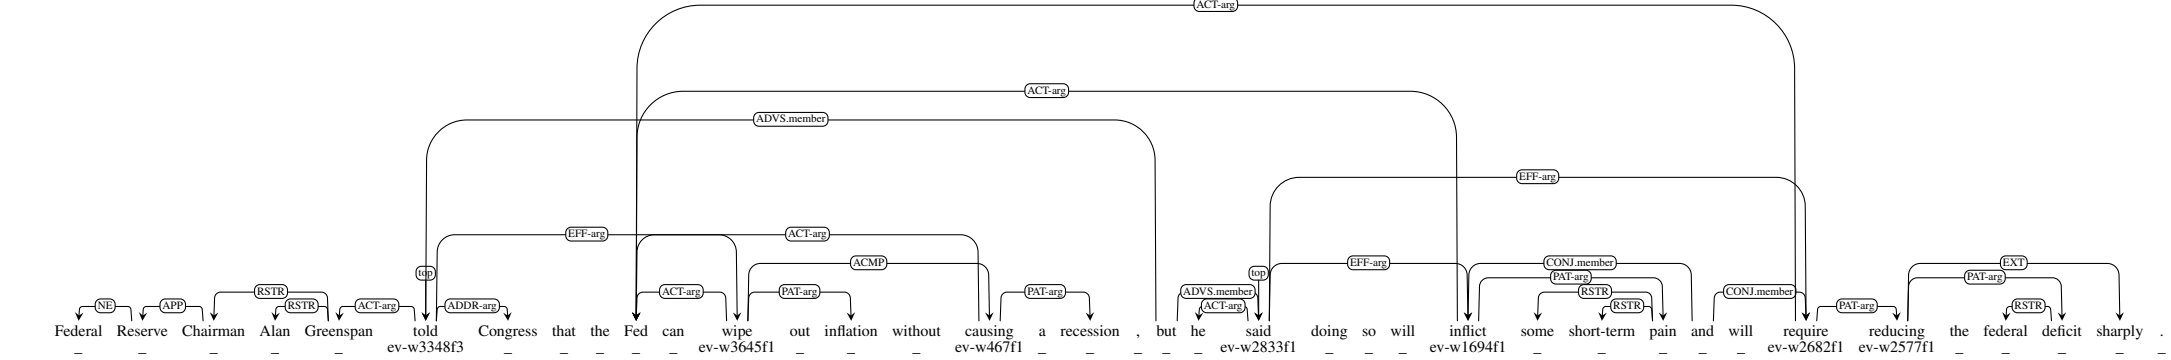 ACT-arg
ACT-arg
ADVS.member
EFF-arg
EFF-arg ACT-arg
ACMP EFF-arg CONJ.member EXT
top top PAT-arg PAT-arg
RSTR ACT-arg PAT-arg PAT-arg ADVS.member RSTR CONJ.member
NE APP RSTR ACT-arg ADDR-arg ACT-arg RSTR PAT-arg RSTR
Federal Reserve Chairman Alan Greenspan told Congress that the Fed can wipe out inflation without causing a recession , but he said doing so will inflict some short-term pain and will require reducing the federal deficit sharply .
_ _ _ _ _ ev-w3348f3 _ _ _ _ _ ev-w3645f1 _ _ _ ev-w467f1 _ _ _ _ _ ev-w2833f1 _ _ _ ev-w1694f1 _ _ _ _ _ ev-w2682f1 ev-w2577f1 _ _ _ _ _